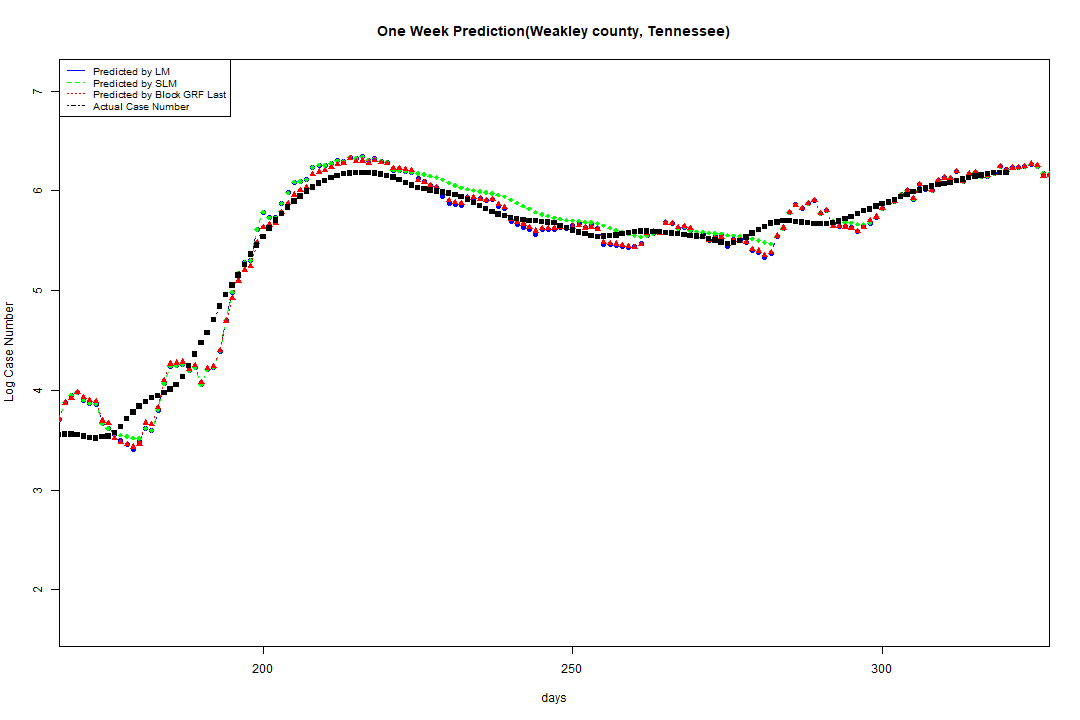 One Week Prediction(Weakley county, Tennessee)
Predicted by LM
Predicted by SLM
Predicted by Block GRF Last
Actual Case Number
7
6
5
4
3
2
Log Case Number
200
250
300
days